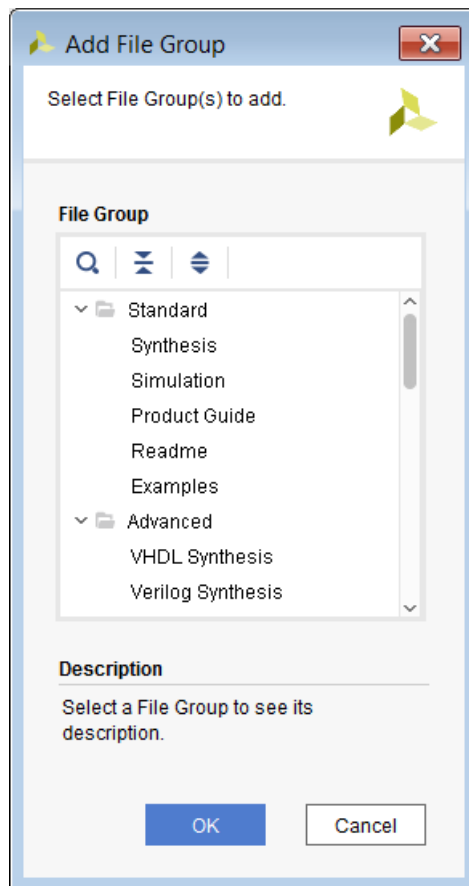 Add File Group
Select File Group(s) to add.
File Group
Standard
Synthesis
Simulation
Product Guide
Readme
Examples
Advanced
VHDL Synthesis
Verilog Synthesis
Description
Select a File Group to see its
description.
OK
Cancel